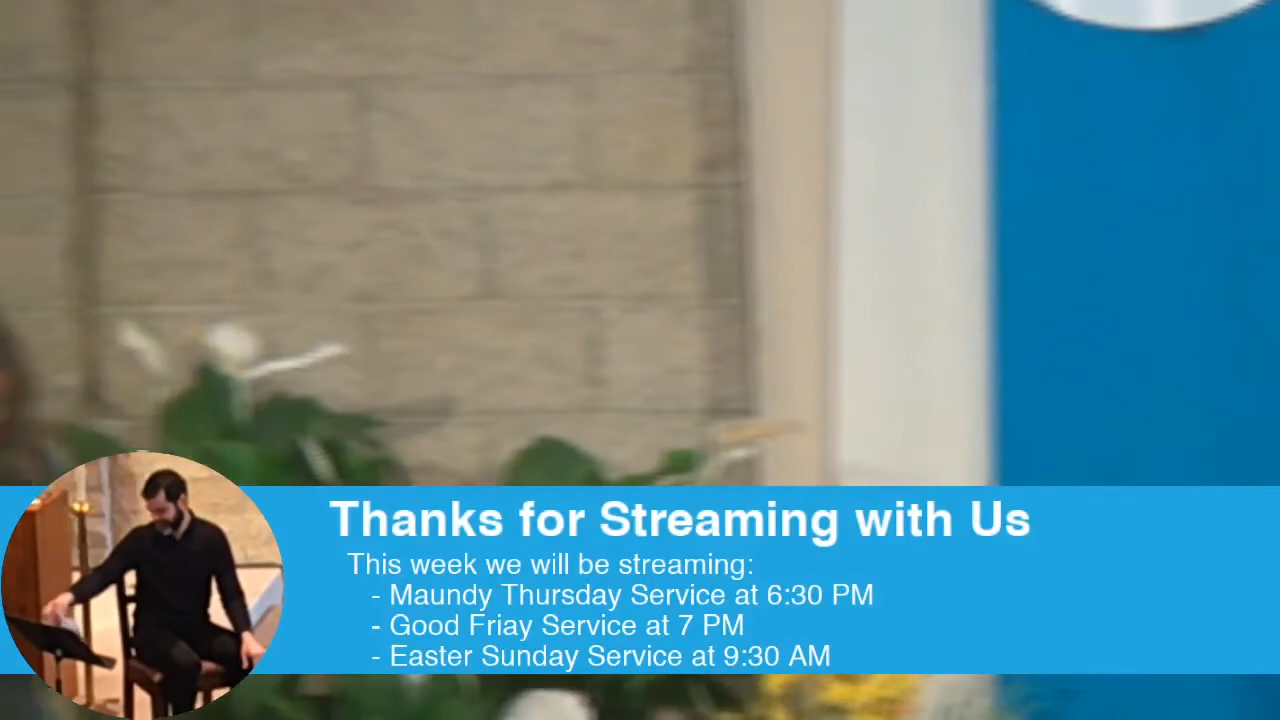 Thanks for Streaming with Us
This week we will be streaming:
- Maundy Thursday Service at 6:30 PM
- Good Friay Service at 7 PM
- Easter Sunday Service at 9:30 AM